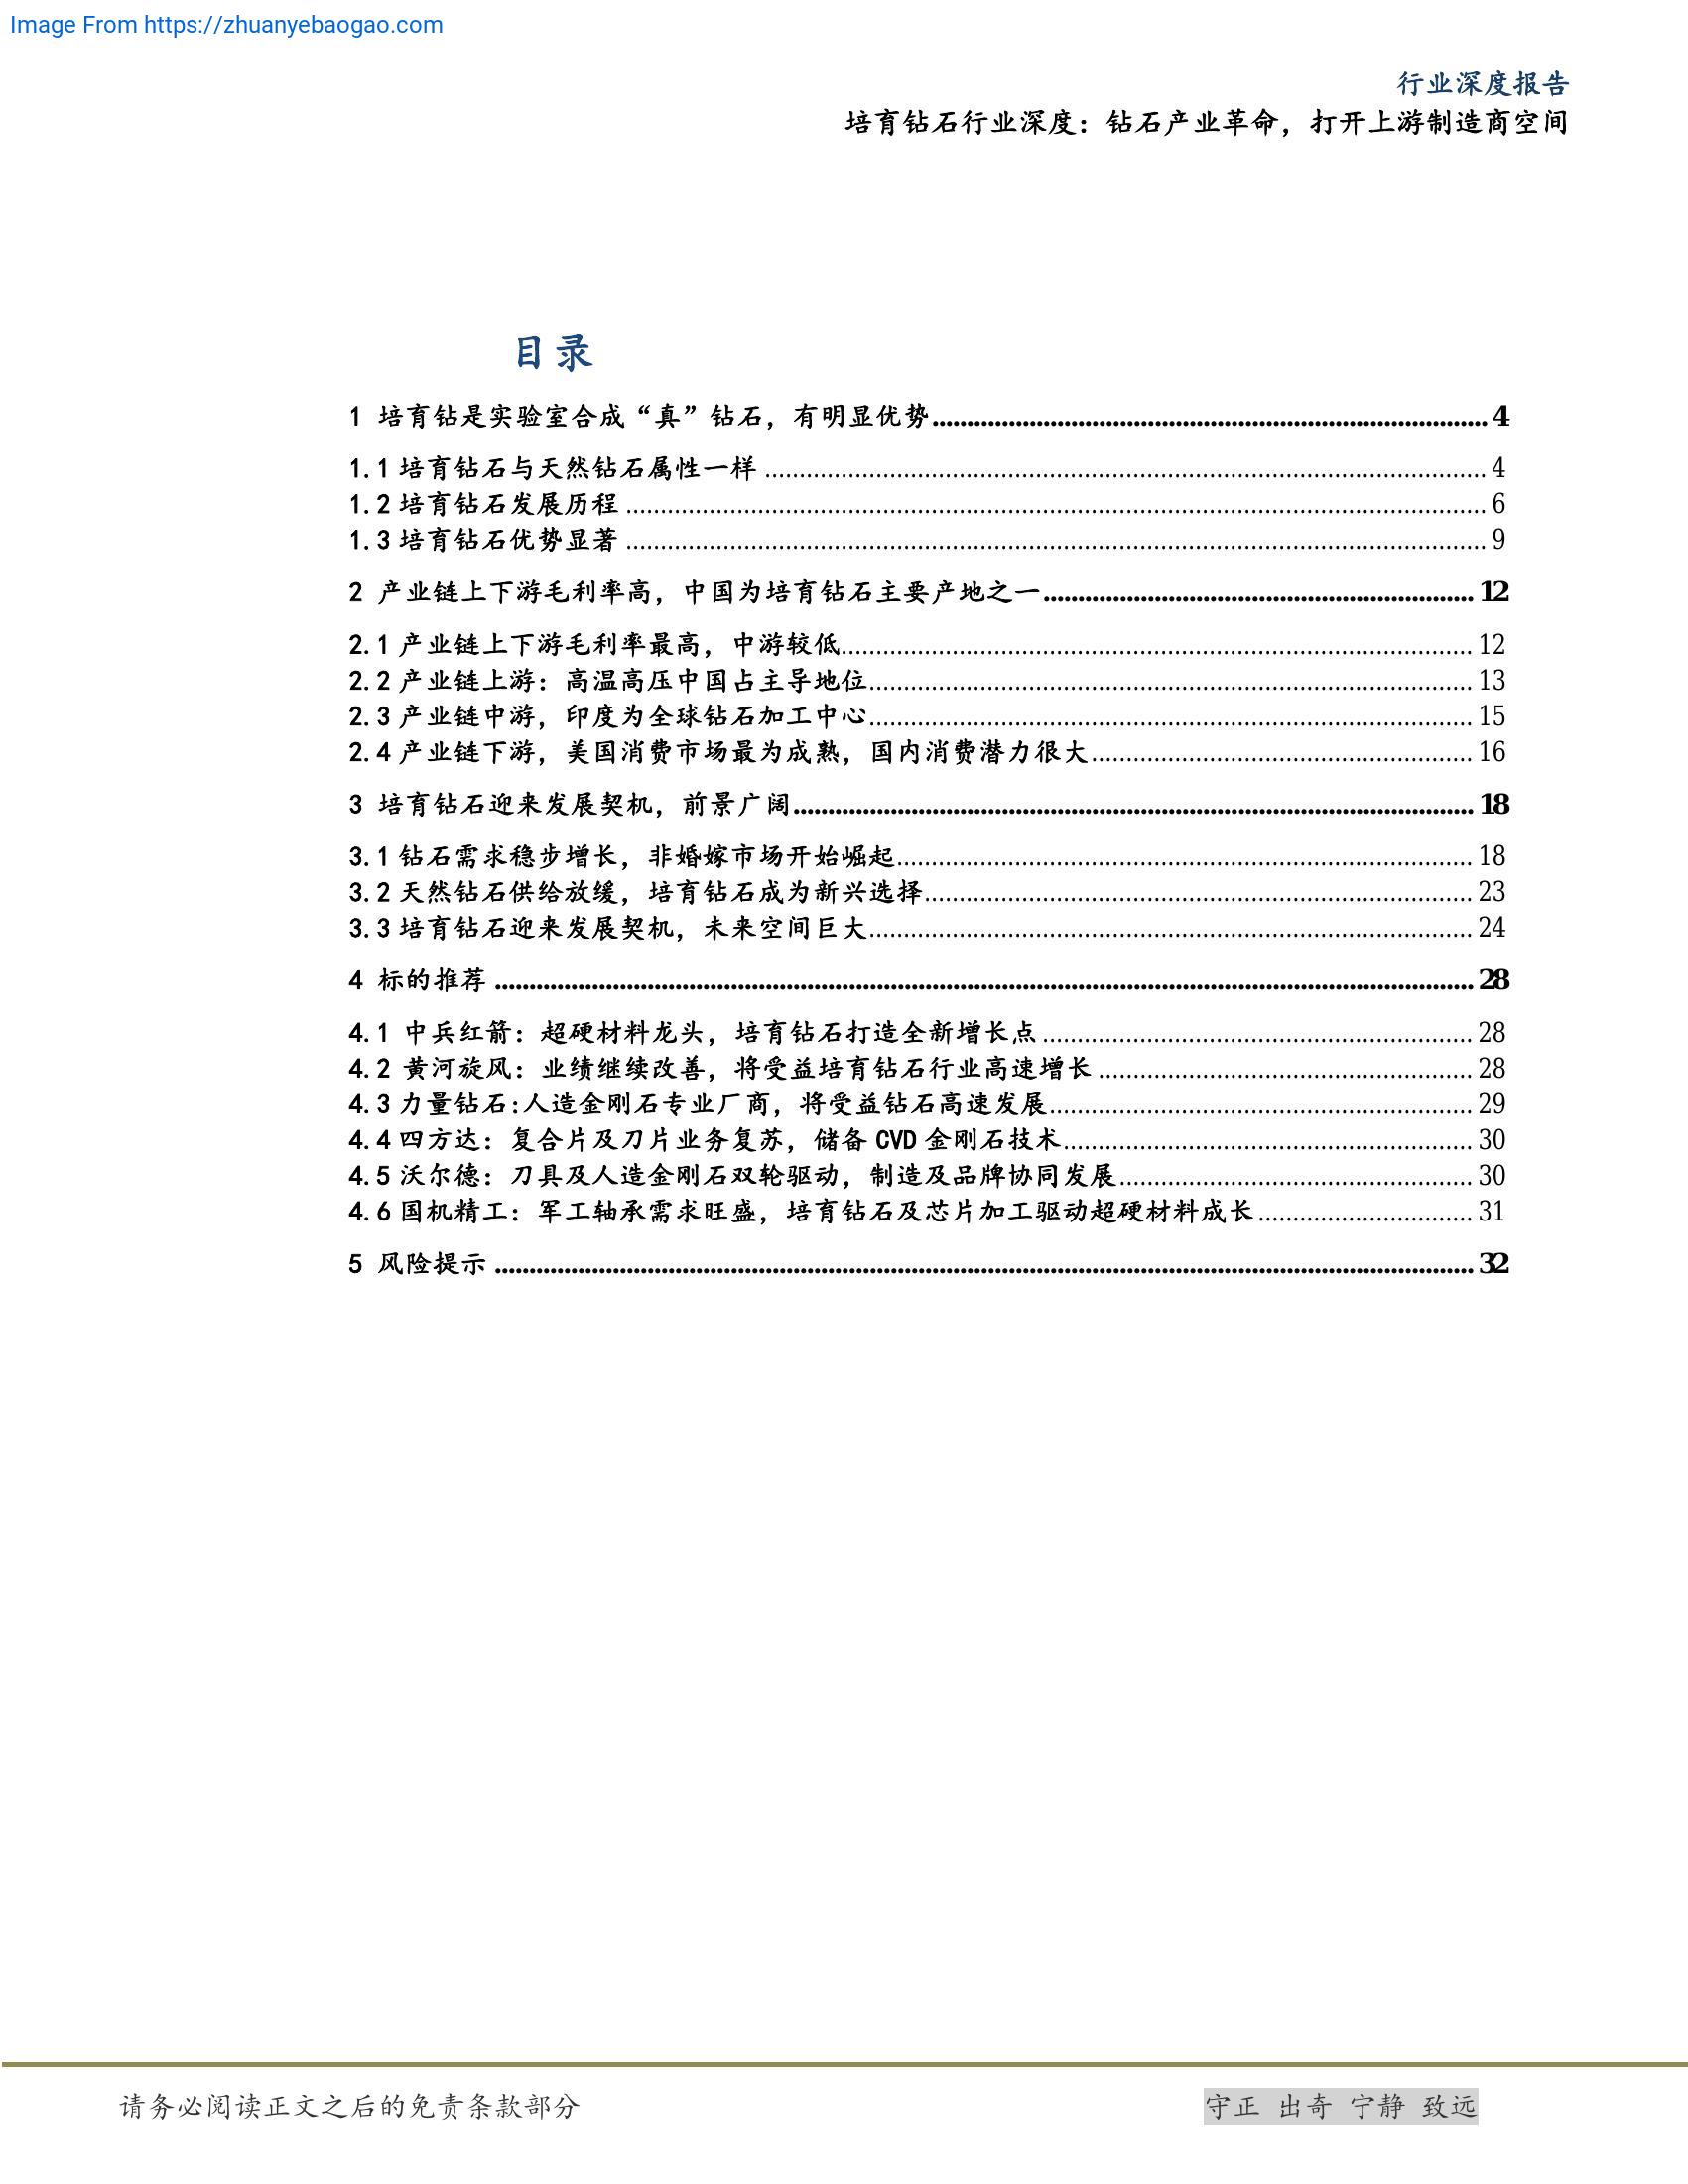 Image From https://zhuanyebaogao.com
行业深度报告
培育钻石行业深度：钻石产业革命，打开上游制造商空间
目录
1 培育钻是实验室合成“真”钻石，有明显优势 4
1.1 培育钻石与天然钻石属性一样 4
1.2 培育钻石发展历程 6
1.3 培育钻石优势显著 9
2 产业链上下游毛利率高，中国为培育钻石主要产地之一 12
2.1 产业链上下游毛利率最高，中游较低 12
2.2 产业链上游：高温高压中国占主导地位 13
2.3 产业链中游，印度为全球钻石加工中心 15
2.4 产业链下游，美国消费市场最为成熟，国内消费潜力很大 16
3 培育钻石迎来发展契机，前景广阔 18
3.1 钻石需求稳步增长，非婚嫁市场开始崛起 18
3.2 天然钻石供给放缓，培育钻石成为新兴选择 23
3.3 培育钻石迎来发展契机，未来空间巨大 24
4 标的推荐 28
4.1 中兵红箭：超硬材料龙头，培育钻石打造全新增长点 28
4.2 黄河旋风：业绩继续改善，将受益培育钻石行业高速增长 28
4.3 力量钻石:人造金刚石专业厂商，将受益钻石高速发展 29
4.4 四方达：复合片及刀片业务复苏，储备 CVD 金刚石技术 30
4.5 沃尔德：刀具及人造金刚石双轮驱动，制造及品牌协同发展 30
4.6 国机精工：军工轴承需求旺盛，培育钻石及芯片加工驱动超硬材料成长 31
5 风险提示 32
请务必阅读正文之后的免责条款部分
守正 出奇 宁静 致远